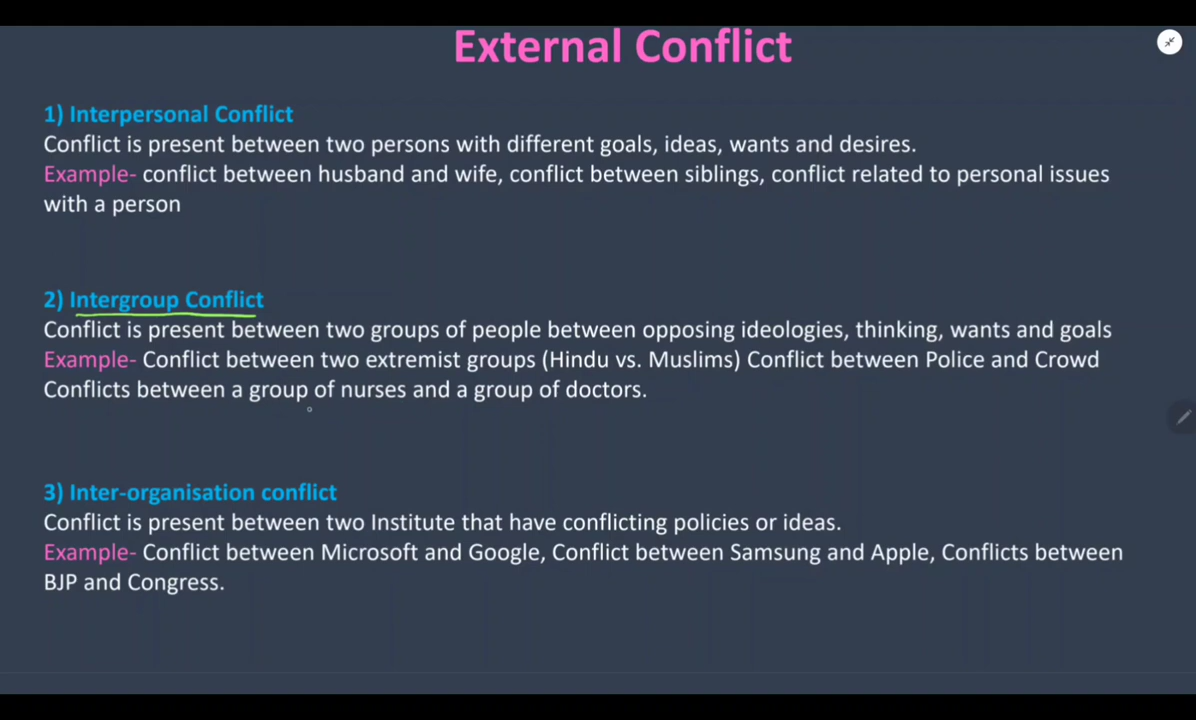 External Conflict
1) Interpersonal Conflict
Conflict is present between two persons with different goals, ideas, wants and desires.
Example- conflict between husband and wife, conflict between siblings, conflict related to personal issues
with a person
2) Intergroup Conflict
Conflict is present between two groups of people between opposing ideologies, thinking, wants and goals
Example- Conflict between two extremist groups (Hindu vs. Muslims) Conflict between Police and Crowd
Conflicts between a group of nurses and a group of doctors.
3) Inter-organisation conflict
Conflict is present between two Institute that have conflicting policies or ideas.
Example- Conflict between Microsoft and Google, Conflict between Samsung and Apple, Conflicts between
BJP and Congress.